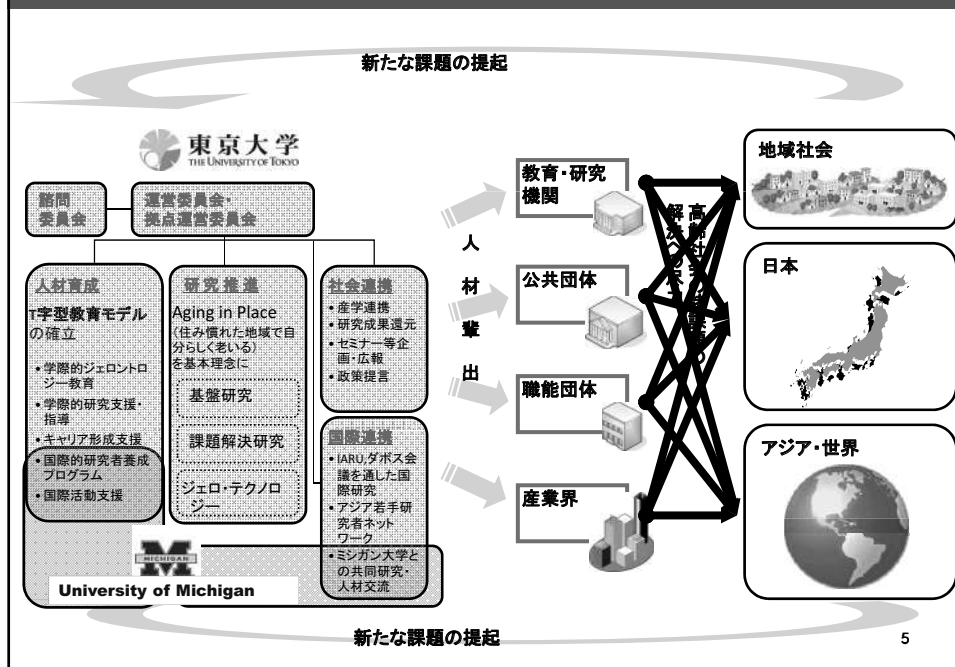 新たな課題の提起
東京大学
THE UNIVERSITY OF TOKYO
諮問
委員会
運営委員会・
拠点運営委員会
人材育成
T字型教育モデル
の確立
•学際的ジェロントロ
ジー教育
•学際的研究支援・
指導
•キャリア形成支援
•国際的研究者養成
プログラム
•国際活動支援
研究推進
Aging in Place
(住み慣れた地域で自
分らしく老いる)
を基本理念に
基盤研究
課題解決研究
ジェロ・テクノロ
ジー
社会連携
•産学連携
•研究成果還元
•セミナー等企
画・広報
•政策提言
国際連携
•IARU,ダボス会
議を通した国
際研究
•アジア若手研
究者ネット
ワーク
•ミシガン大学と
の共同研究・
人材交流
MICHIGAN
University of Michigan
人材輩出
教育・研究
機関
公共団体
職能団体
産業界
高齢社会の
解決への
地域社会
日本
アジア・世界
新たな課題の提起
5